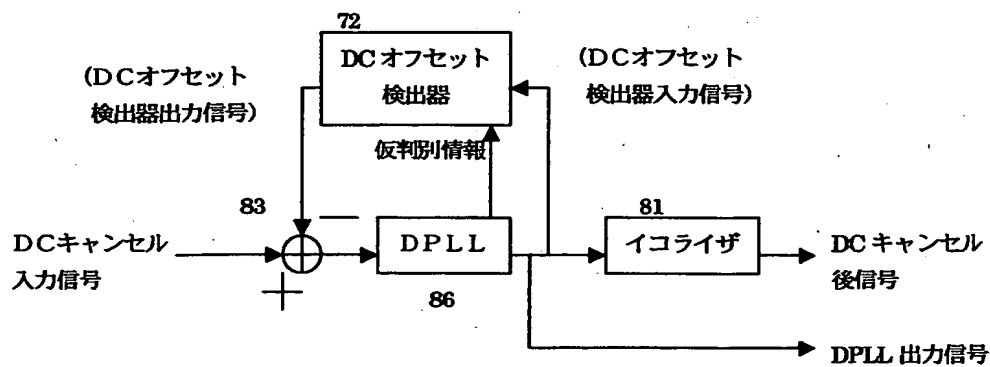 72
DCオフセット
検出器
(DCオフセット
検出器出力信号)
(DCオフセット
検出器入力信号)
仮判別情報
83
81
DCキャンセル
入力信号
DPLL
イコライザ
DCキャンセル
後信号
86
DPLL 出力信号